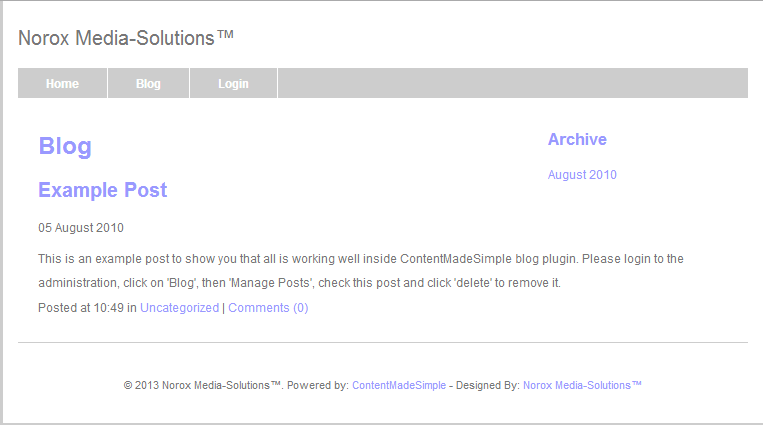 Norox Media-Solutions™
Home Blog Login
Blog
Example Post
05 August 2010
This is an example post to show you that all is working well inside ContentMadeSimple blog plugin. Please login to the
administration, click on 'Blog', then 'Manage Posts', check this post and click 'delete' to remove it.
Posted at 10:49 in Uncategorized | Comments (0)
Archive
August 2010
© 2013 Norox Media-Solutions™. Powered by: ContentMadeSimple - Designed By: Norox Media-Solutions™